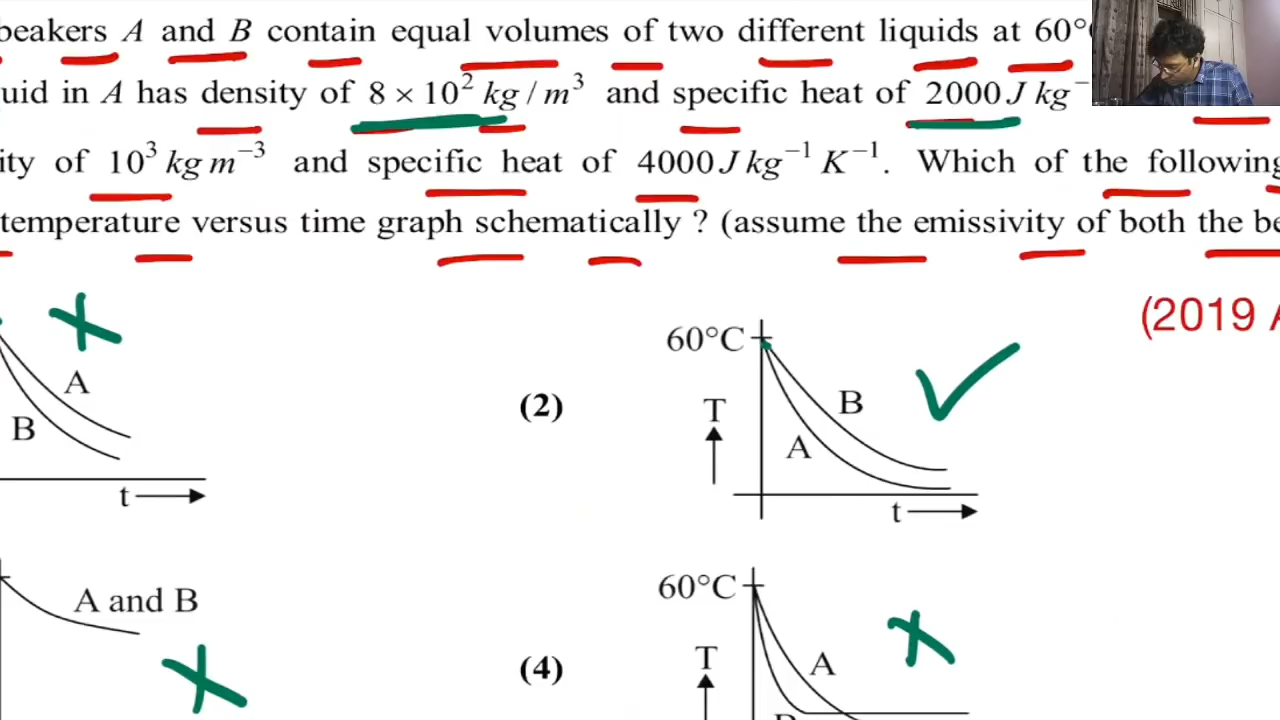 beakers A and B contain equal volumes of two different liquids at 60°
uid in A has density of 8 × 10² kg / m³ and specific heat of 2000 J kg⁻
ity of 10³ kg m⁻³ and specific heat of 4000 J kg⁻¹ K⁻¹. Which of the following
temperature versus time graph schematically ? (assume the emissivity of both the be
(2019 A
A
B
t
(2)
60°C
T
B
A
t
A and B
(4)
60°C
T
A